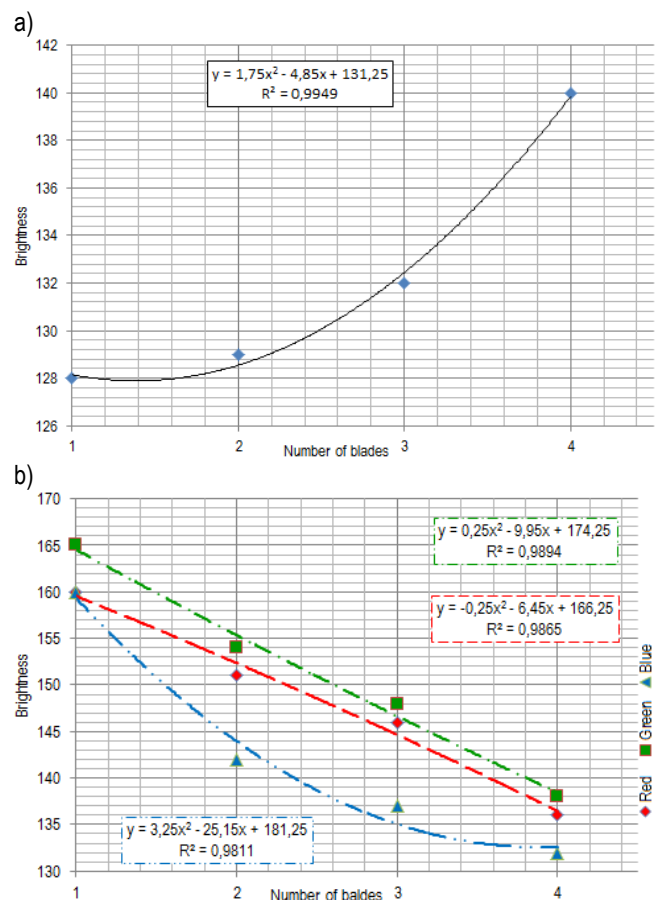 a)
142
140
138
136
134
132
130
128
126
Brightness
y = 1,75x² - 4,85x + 131,25
R² = 0,9949
1 2 3 4
Number of blades
b)
170
165
160
155
150
145
140
135
130
Brightness
y = 0,25x² - 9,95x + 174,25
R² = 0,9894
y = -0,25x² - 6,45x + 166,25
R² = 0,9865
y = 3,25x² - 25,15x + 181,25
R² = 0,9811
1 2 3 4
Number of baldes
Red Green Blue